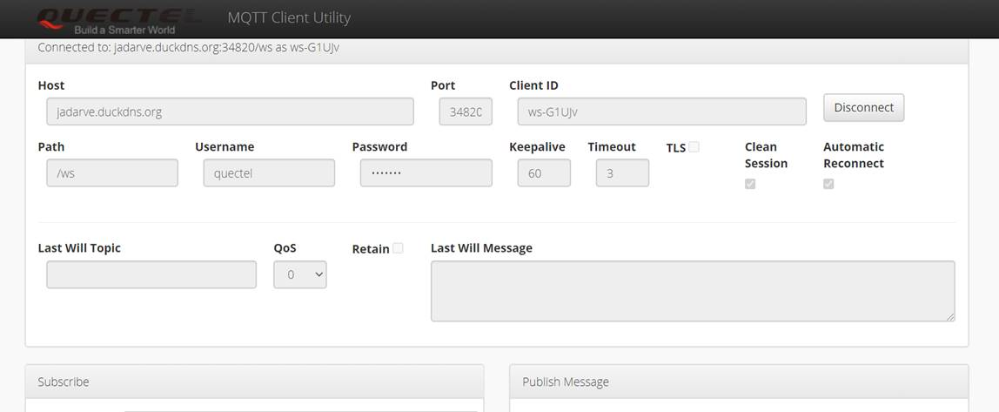 QUECTEL MQTT Client Utility
Build a Smarter World
Connected to: jadarve.duckdns.org:34820/ws as ws-G1UJv
Host Port Client ID
jadarve.duckdns.org 34820 ws-G1UJv Disconnect
Path Username Password Keepalive Timeout TLS Clean Session Automatic Reconnect
/ws quectel ······· 60 3
Last Will Topic QoS Retain Last Will Message
0
Subscribe Publish Message